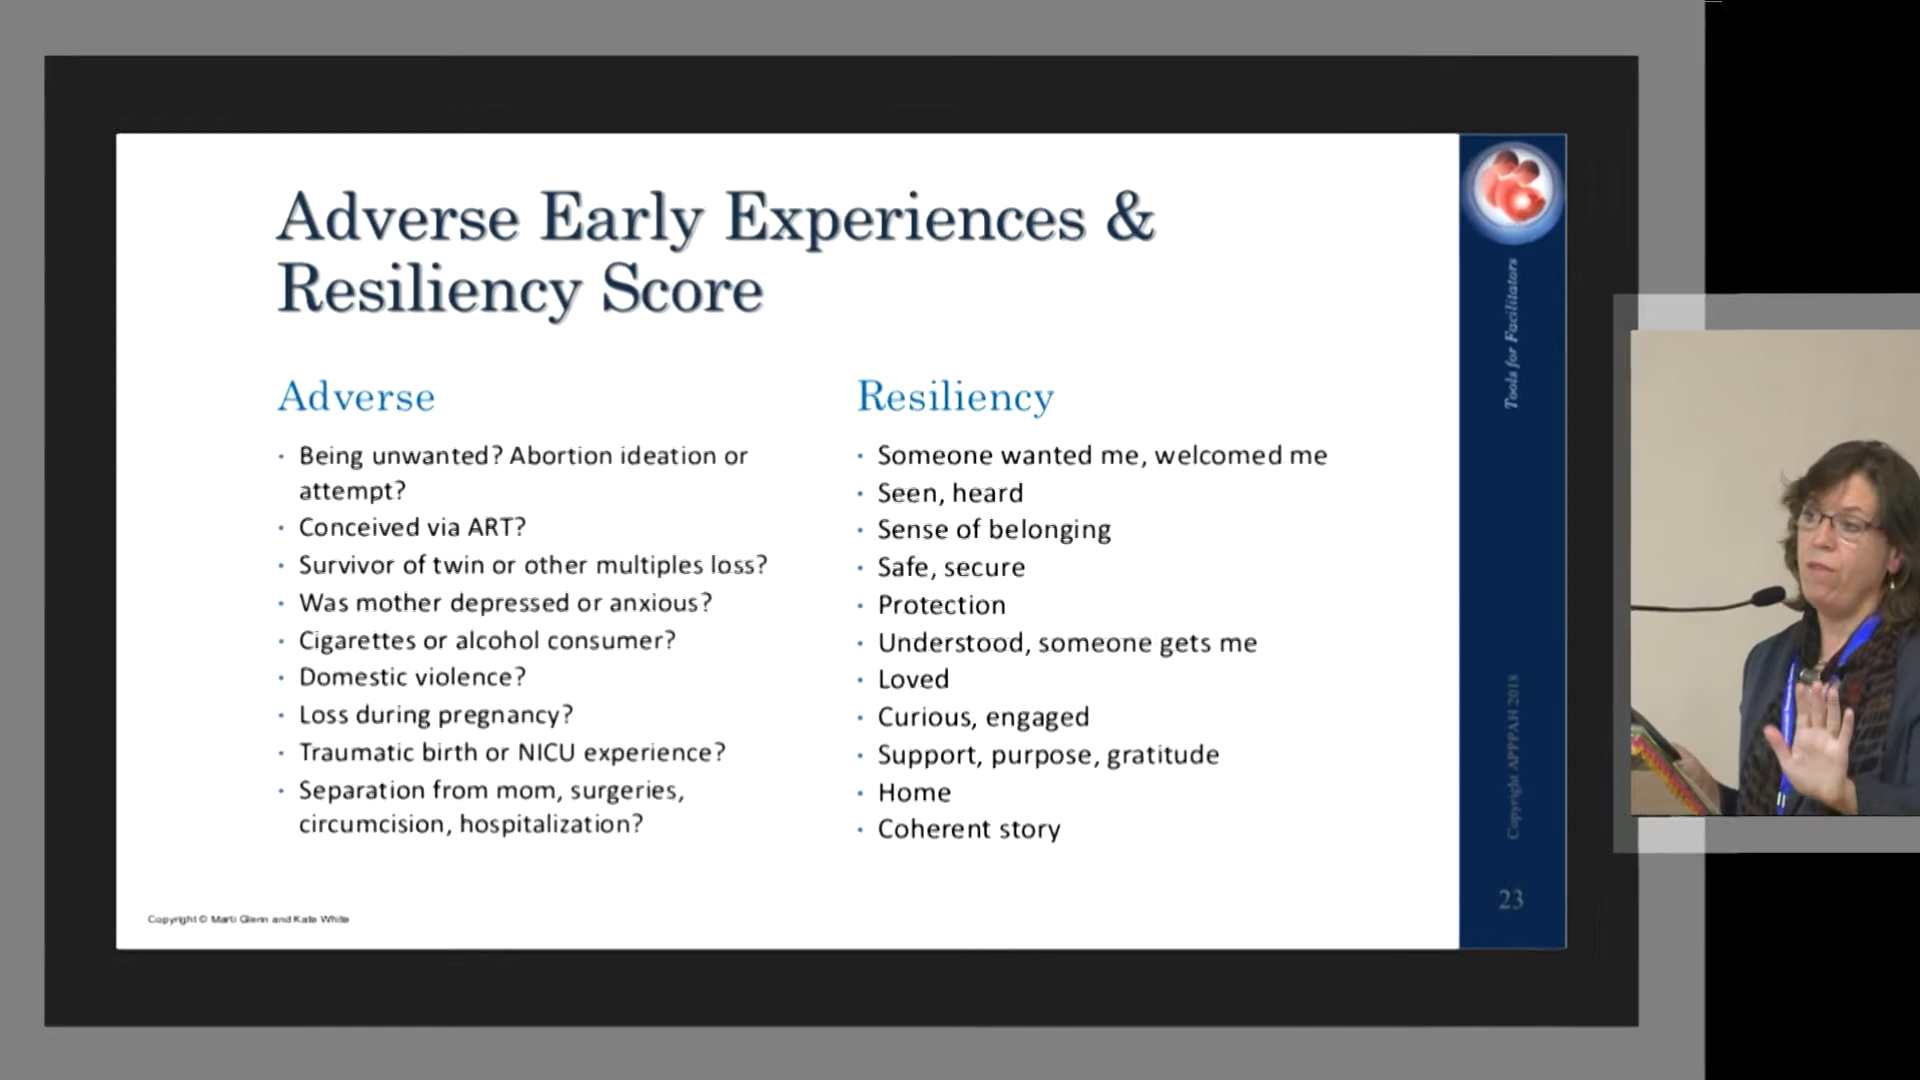 Adverse Early Experiences &
Resiliency Score
Adverse
• Being unwanted? Abortion ideation or
attempt?
• Conceived via ART?
• Survivor of twin or other multiples loss?
• Was mother depressed or anxious?
• Cigarettes or alcohol consumer?
• Domestic violence?
• Loss during pregnancy?
• Traumatic birth or NICU experience?
• Separation from mom, surgeries,
circumcision, hospitalization?
Resiliency
• Someone wanted me, welcomed me
• Seen, heard
• Sense of belonging
• Safe, secure
• Protection
• Understood, someone gets me
• Loved
• Curious, engaged
• Support, purpose, gratitude
• Home
• Coherent story
Copyright © Marti Glenn and Kate White
Tools for Facilitators
Copyright APPPAH 2018
23